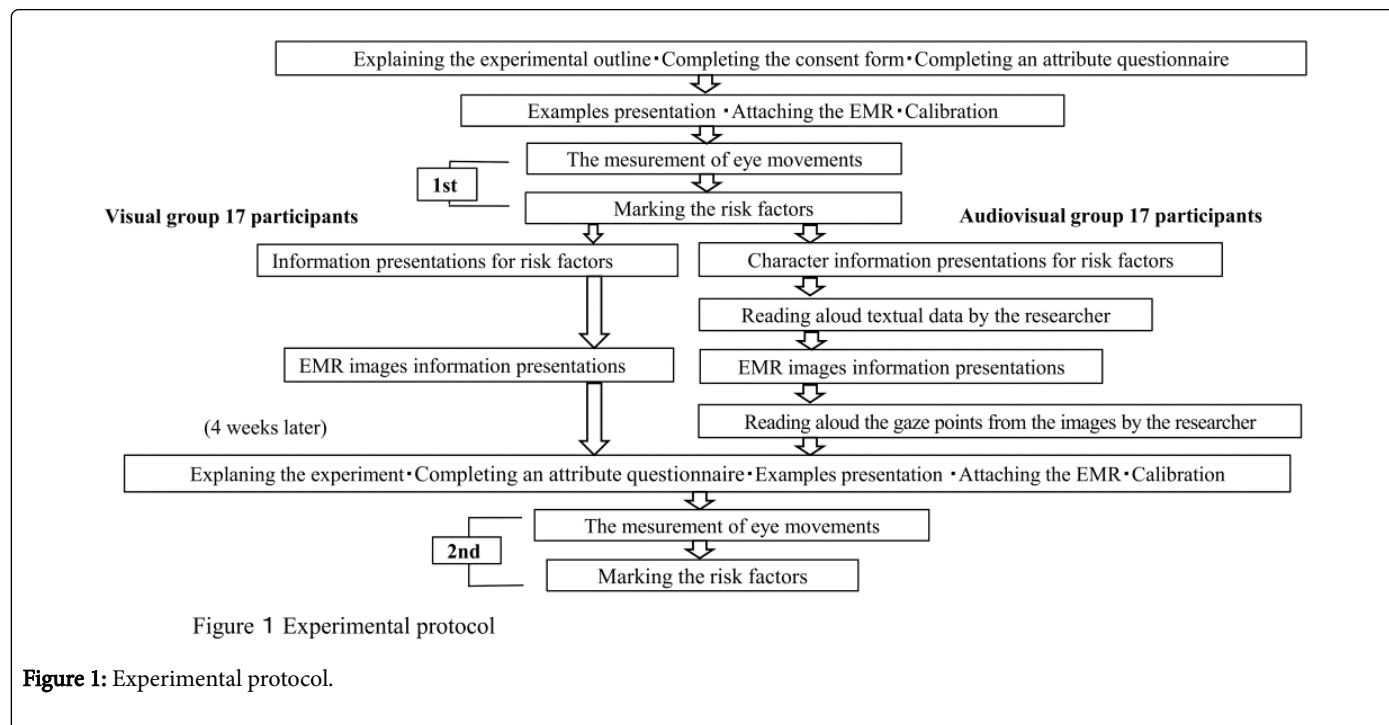 Explaining the experimental outline・Completing the consent form・Completing an attribute questionnaire
Examples presentation ・Attaching the EMR・Calibration
The mesurement of eye movements
1st
Marking the risk factors
Visual group 17 participants
Audiovisual group 17 participants
Information presentations for risk factors
Character information presentations for risk factors
Reading aloud textual data by the researcher
EMR images information presentations
EMR images information presentations
(4 weeks later)
Reading aloud the gaze points from the images by the researcher
Explaning the experiment・Completing an attribute questionnaire・Examples presentation ・Attaching the EMR・Calibration
The mesurement of eye movements
2nd
Marking the risk factors
Figure 1 Experimental protocol
Figure 1: Experimental protocol.